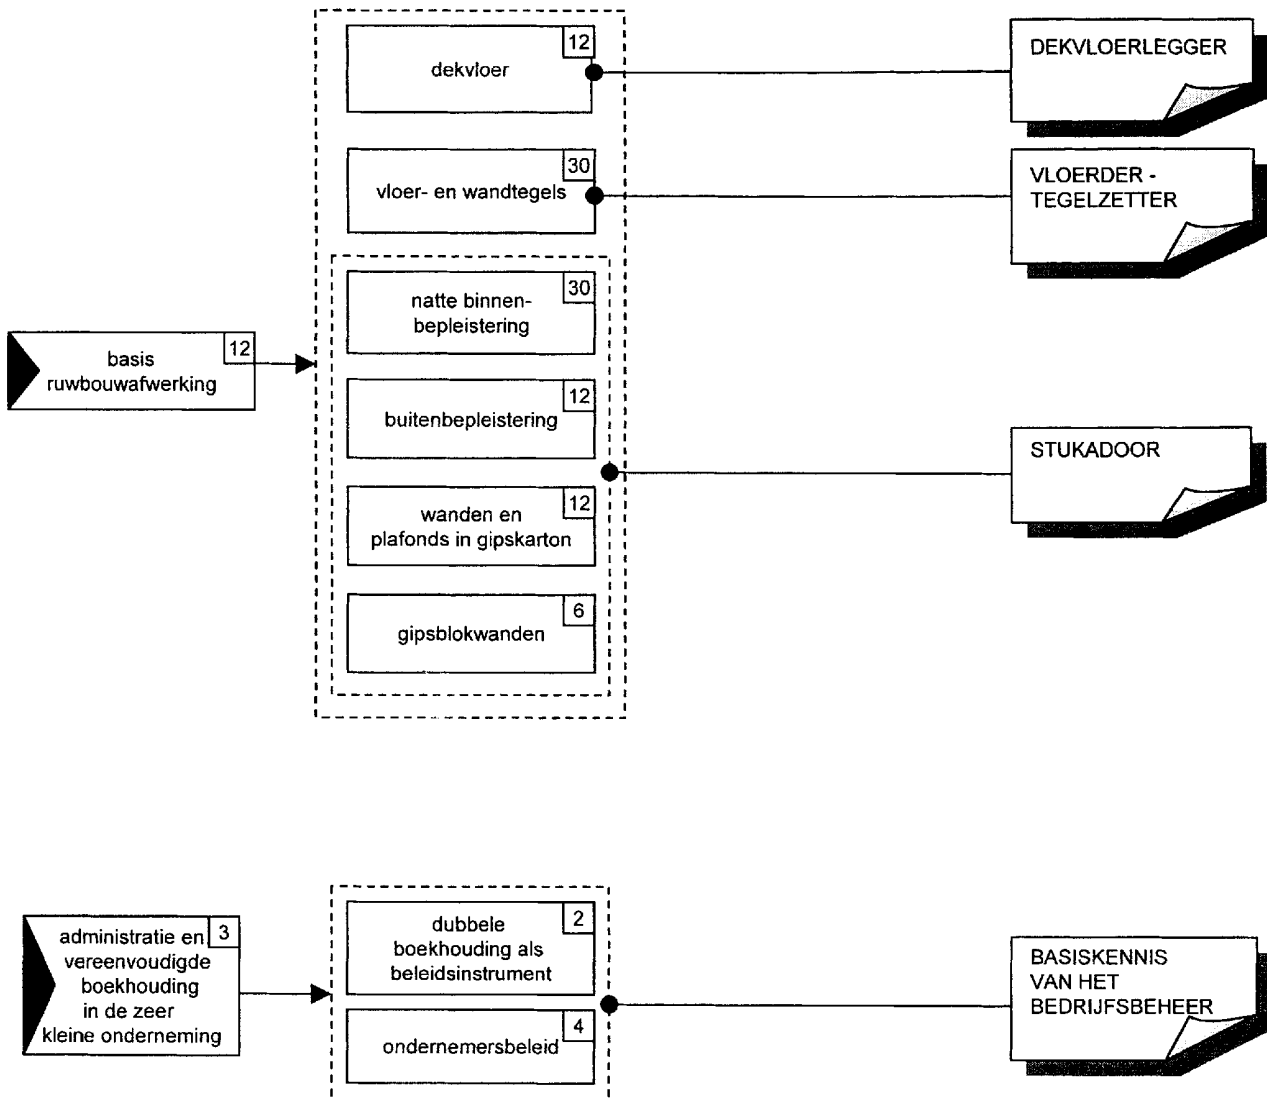 12
dekvloer
DEKVLOERLEGGER
30
vloer- en wandtegels
VLOERDER -
TEGELZETTER
30
natte binnen-
bepleistering
12
basis
ruwbouwafwerking
12
buitenbepleistering
STUKADOOR
12
wanden en
plafonds in gipskarton
6
gipsblokwanden
3
administratie en
vereenvoudigde
boekhouding
in de zeer
kleine onderneming
2
dubbele
boekhouding als
beleidsinstrument
4
ondernemersbeleid
BASISKENNIS
VAN HET
BEDRIJFSBEHEER